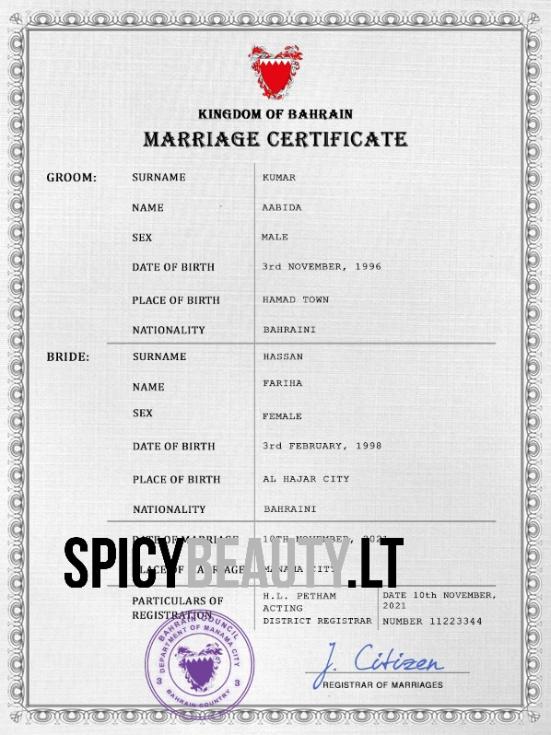 KINGDOM OF BAHRAIN
MARRIAGE CERTIFICATE
GROOM: SURNAME KUMAR
NAME AABIDA
SEX MALE
DATE OF BIRTH 3rd NOVEMBER, 1996
PLACE OF BIRTH HAMAD TOWN
NATIONALITY BAHRAINI
BRIDE: SURNAME HASSAN
NAME FARIHA
SEX FEMALE
DATE OF BIRTH 3rd FEBRUARY, 1998
PLACE OF BIRTH AL HAJAR CITY
NATIONALITY BAHRAINI
DATE OF MARRIAGE 10TH NOVEMBER, 2021
SPICYBEAUTY.LT
PLACE OF MARRIAGE MANAMA CITY
PARTICULARS OF REGISTRATION
H.L. PETHAM
ACTING
DISTRICT REGISTRAR
DATE 10th NOVEMBER,
2021
NUMBER 11223344
BAHRAIN COUNCIL
DEPARTMENT OF MANAMA CITY
3 3
BAHRAIN COUNTRY
J. Citizen
REGISTRAR OF MARRIAGES